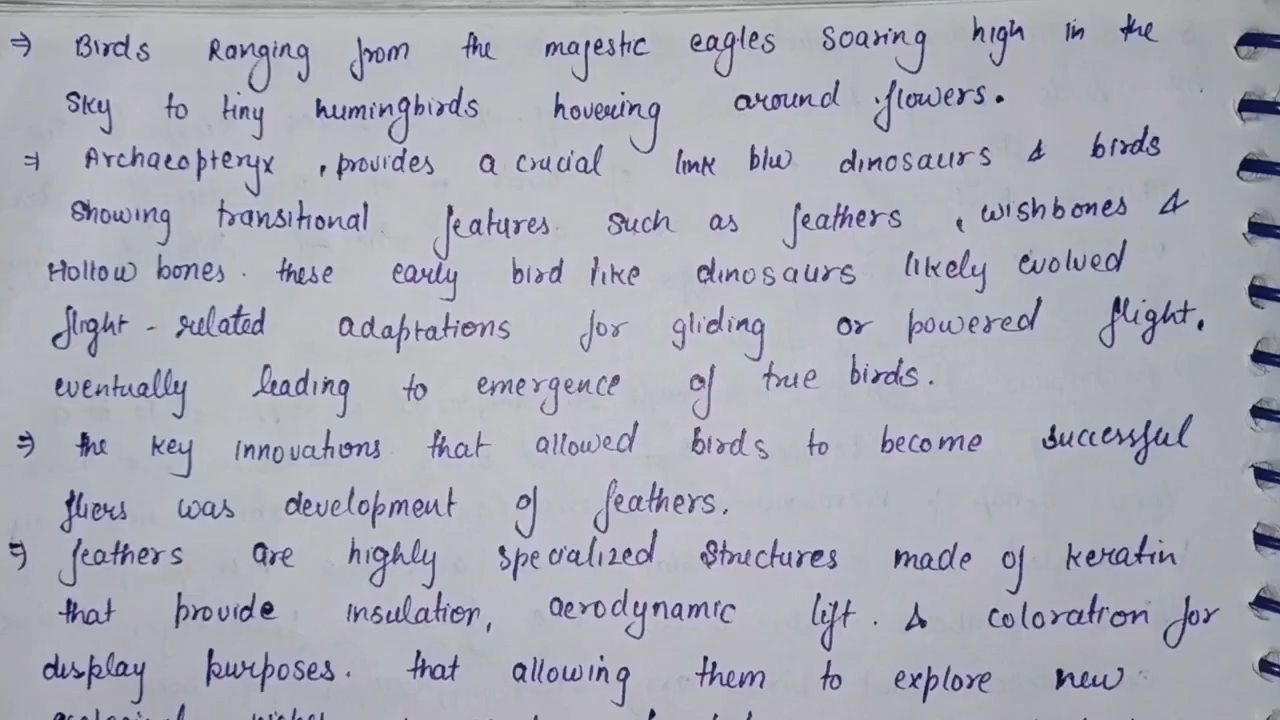 ⇒ Birds Ranging from the majestic eagles soaring high in the
sky to tiny humingbirds hovering around flowers.
⇒ Archaeopteryx, provides a crucial link b/w dinosaurs & birds
showing transitional features such as feathers, wishbones &
Hollow bones. these early bird like dinosaurs likely evolved
flight-related adaptations for gliding or powered flight.
eventually leading to emergence of true birds.
⇒ the key innovations that allowed birds to become successful
fliers was development of feathers.
⇒ feathers are highly specialized structures made of keratin
that provide insulation, aerodynamic lift. & coloration for
display purposes. that allowing them to explore new